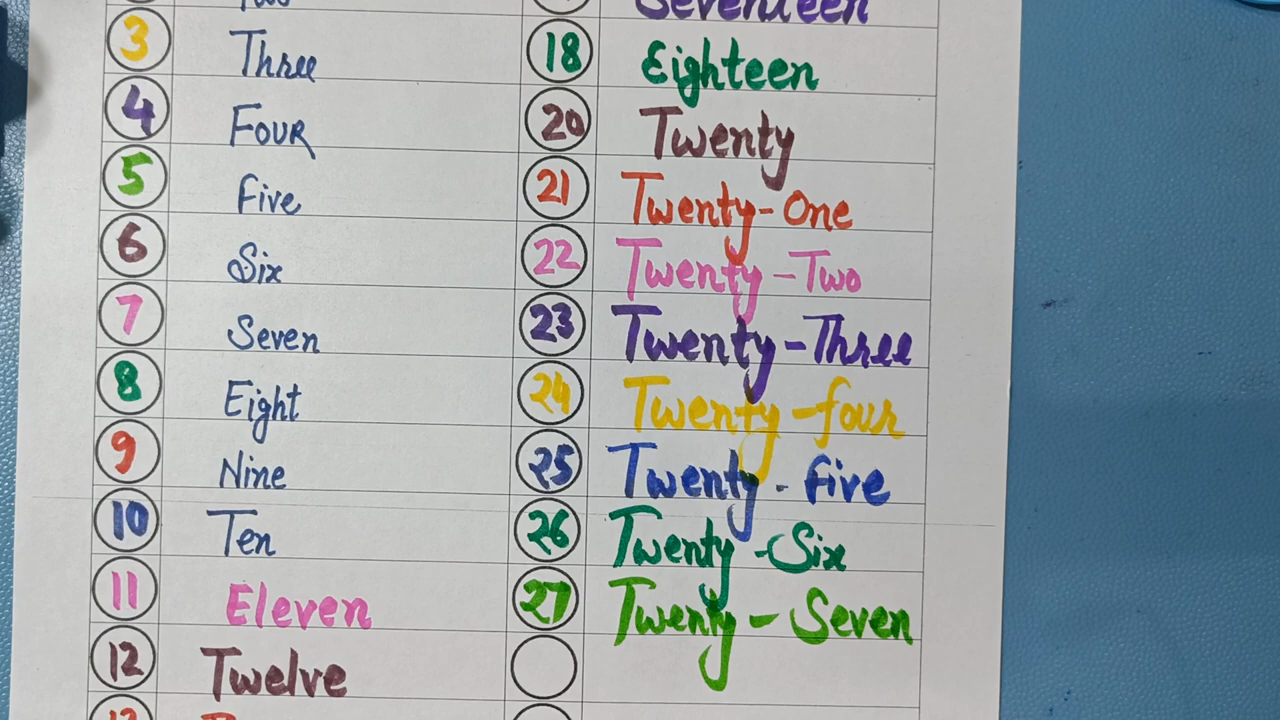 Two Seventeen
3 Three 18 Eighteen
4 FOUR 20 Twenty
5 Five 21 Twenty-One
6 Six 22 Twenty-Two
7 Seven 23 Twenty-Three
8 Eight 24 Twenty-four
9 Nine 25 Twenty-five
10 Ten 26 Twenty-Six
11 Eleven 27 Twenty-Seven
12 Twelve
13